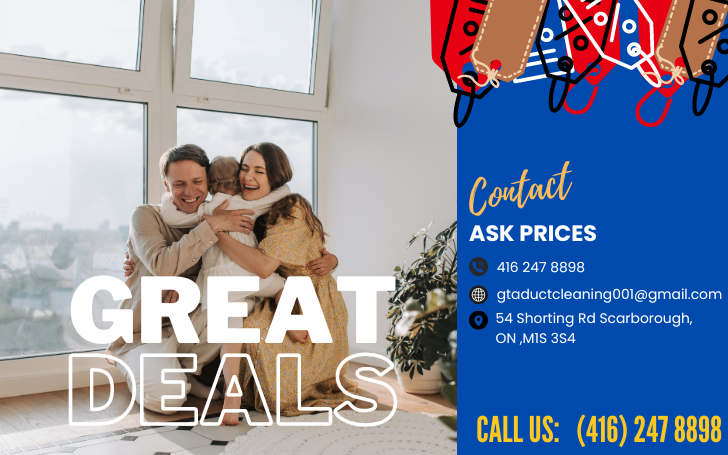 GREAT
DEALS
Contact
ASK PRICES
416 247 8898
gtaductcleaning001@gmail.com
54 Shorting Rd Scarborough,
ON ,M1S 3S4
CALL US: (416) 247 8898